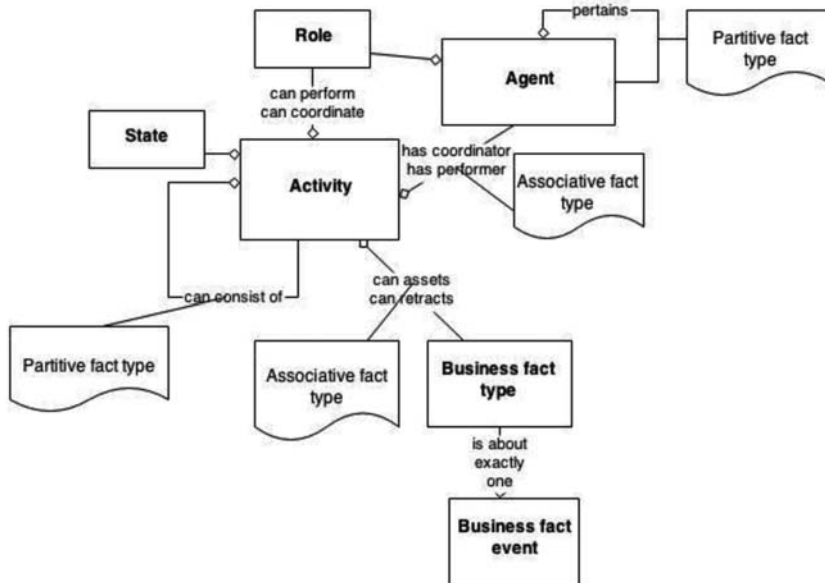 pertains
Role
Partitive fact
type
Agent
can perform
can coordinate
State
has coordinator
has performer
Activity
Associative fact
type
can assets
can retracts
can consist of
Partitive fact type
Associative fact
type
Business fact
type
is about
exactly
one
Business fact
event